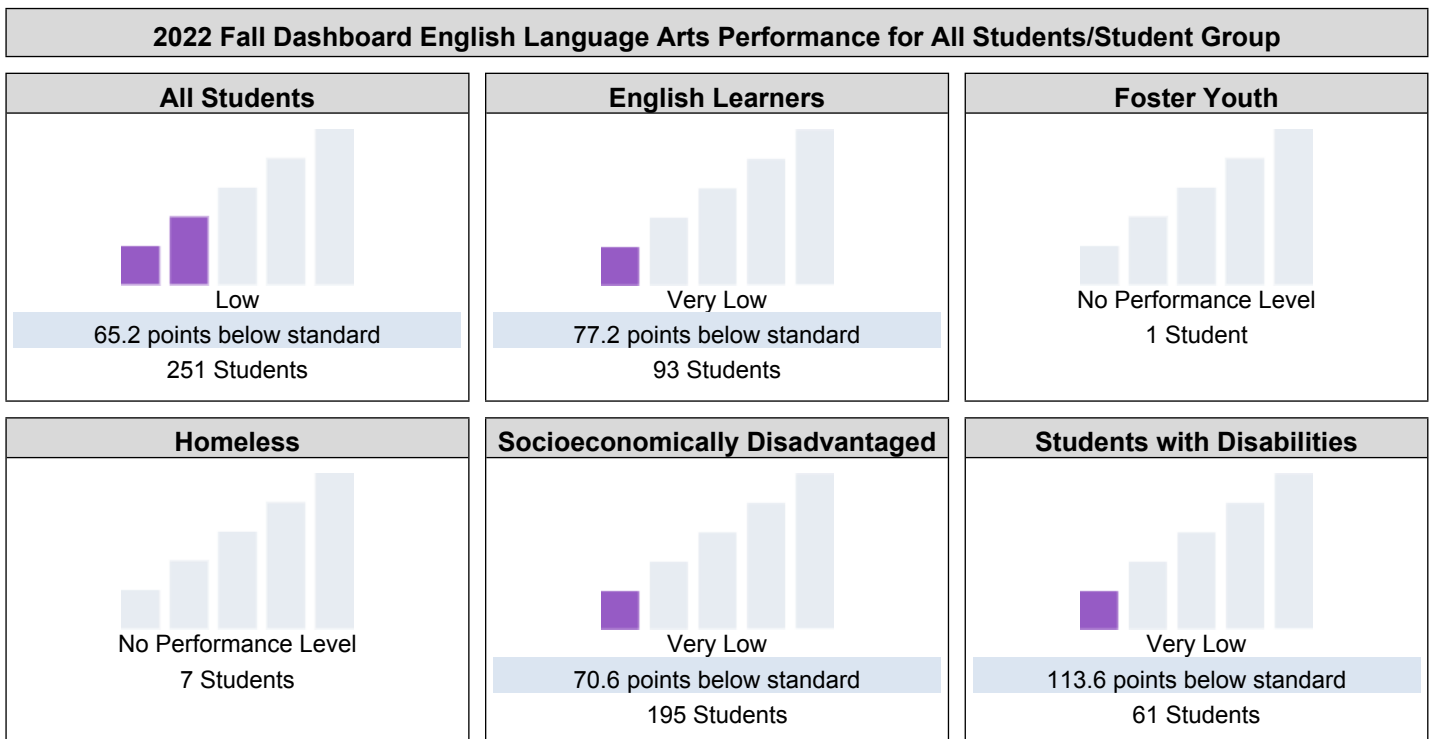 2022 Fall Dashboard English Language Arts Performance for All Students/Student Group
All Students
Low
65.2 points below standard
251 Students
English Learners
Very Low
77.2 points below standard
93 Students
Foster Youth
No Performance Level
1 Student
Homeless
No Performance Level
7 Students
Socioeconomically Disadvantaged
Very Low
70.6 points below standard
195 Students
Students with Disabilities
Very Low
113.6 points below standard
61 Students